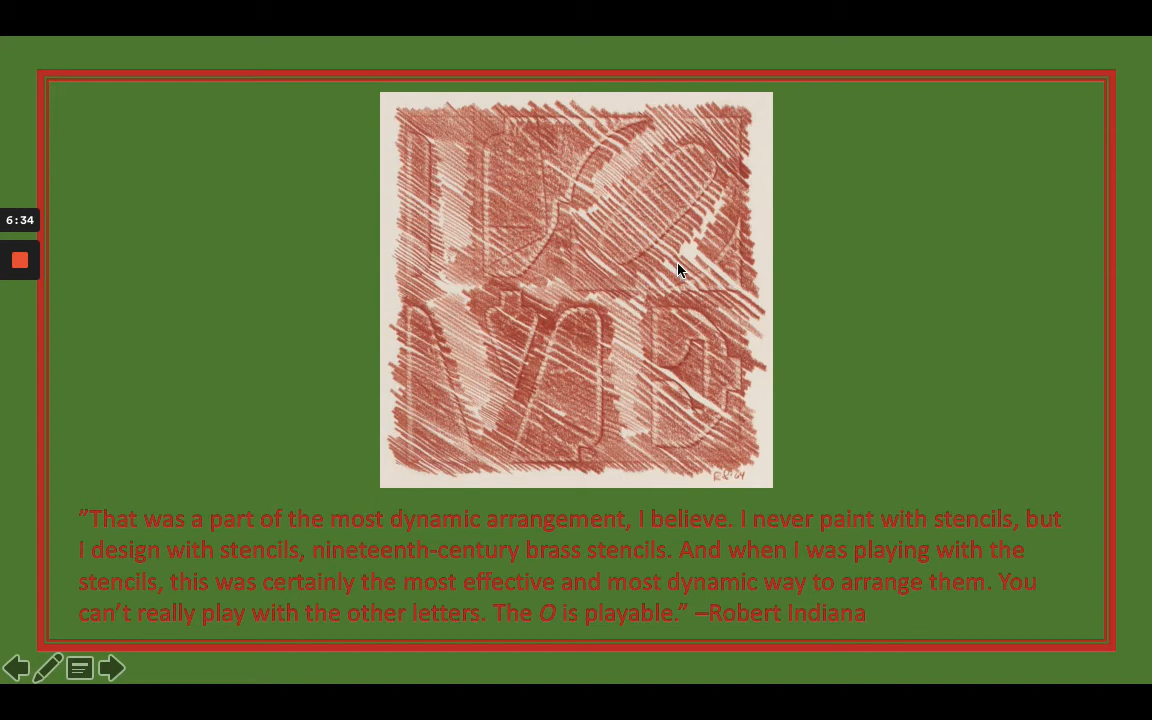 6:34
LOVE
"That was a part of the most dynamic arrangement, I believe. I never paint with stencils, but
I design with stencils, nineteenth-century brass stencils. And when I was playing with the
stencils, this was certainly the most effective and most dynamic way to arrange them. You
can't really play with the other letters. The O is playable." –Robert Indiana